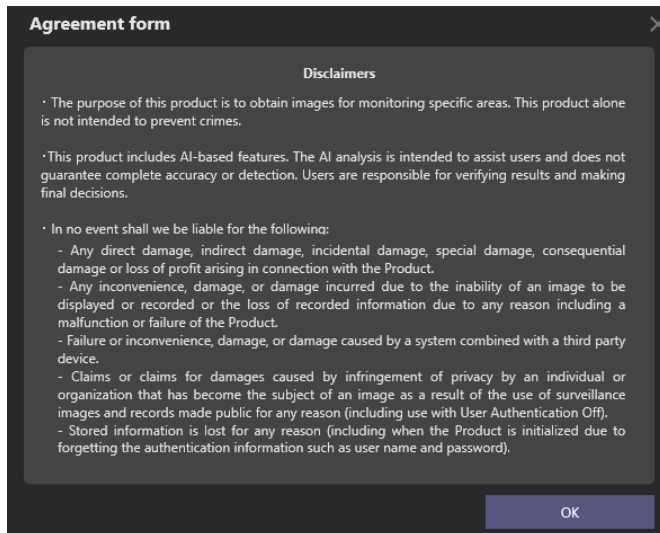 Agreement form
Disclaimers
· The purpose of this product is to obtain images for monitoring specific areas. This product alone
is not intended to prevent crimes.
·This product includes AI-based features. The AI analysis is intended to assist users and does not
guarantee complete accuracy or detection. Users are responsible for verifying results and making
final decisions.
· In no event shall we be liable for the following:
- Any direct damage, indirect damage, incidental damage, special damage, consequential
damage or loss of profit arising in connection with the Product.
- Any inconvenience, damage, or damage incurred due to the inability of an image to be
displayed or recorded or the loss of recorded information due to any reason including a
malfunction or failure of the Product.
- Failure or inconvenience, damage, or damage caused by a system combined with a third party
device.
- Claims or claims for damages caused by infringement of privacy by an individual or
organization that has become the subject of an image as a result of the use of surveillance
images and records made public for any reason (including use with User Authentication Off).
- Stored information is lost for any reason (including when the Product is initialized due to
forgetting the authentication information such as user name and password).
OK